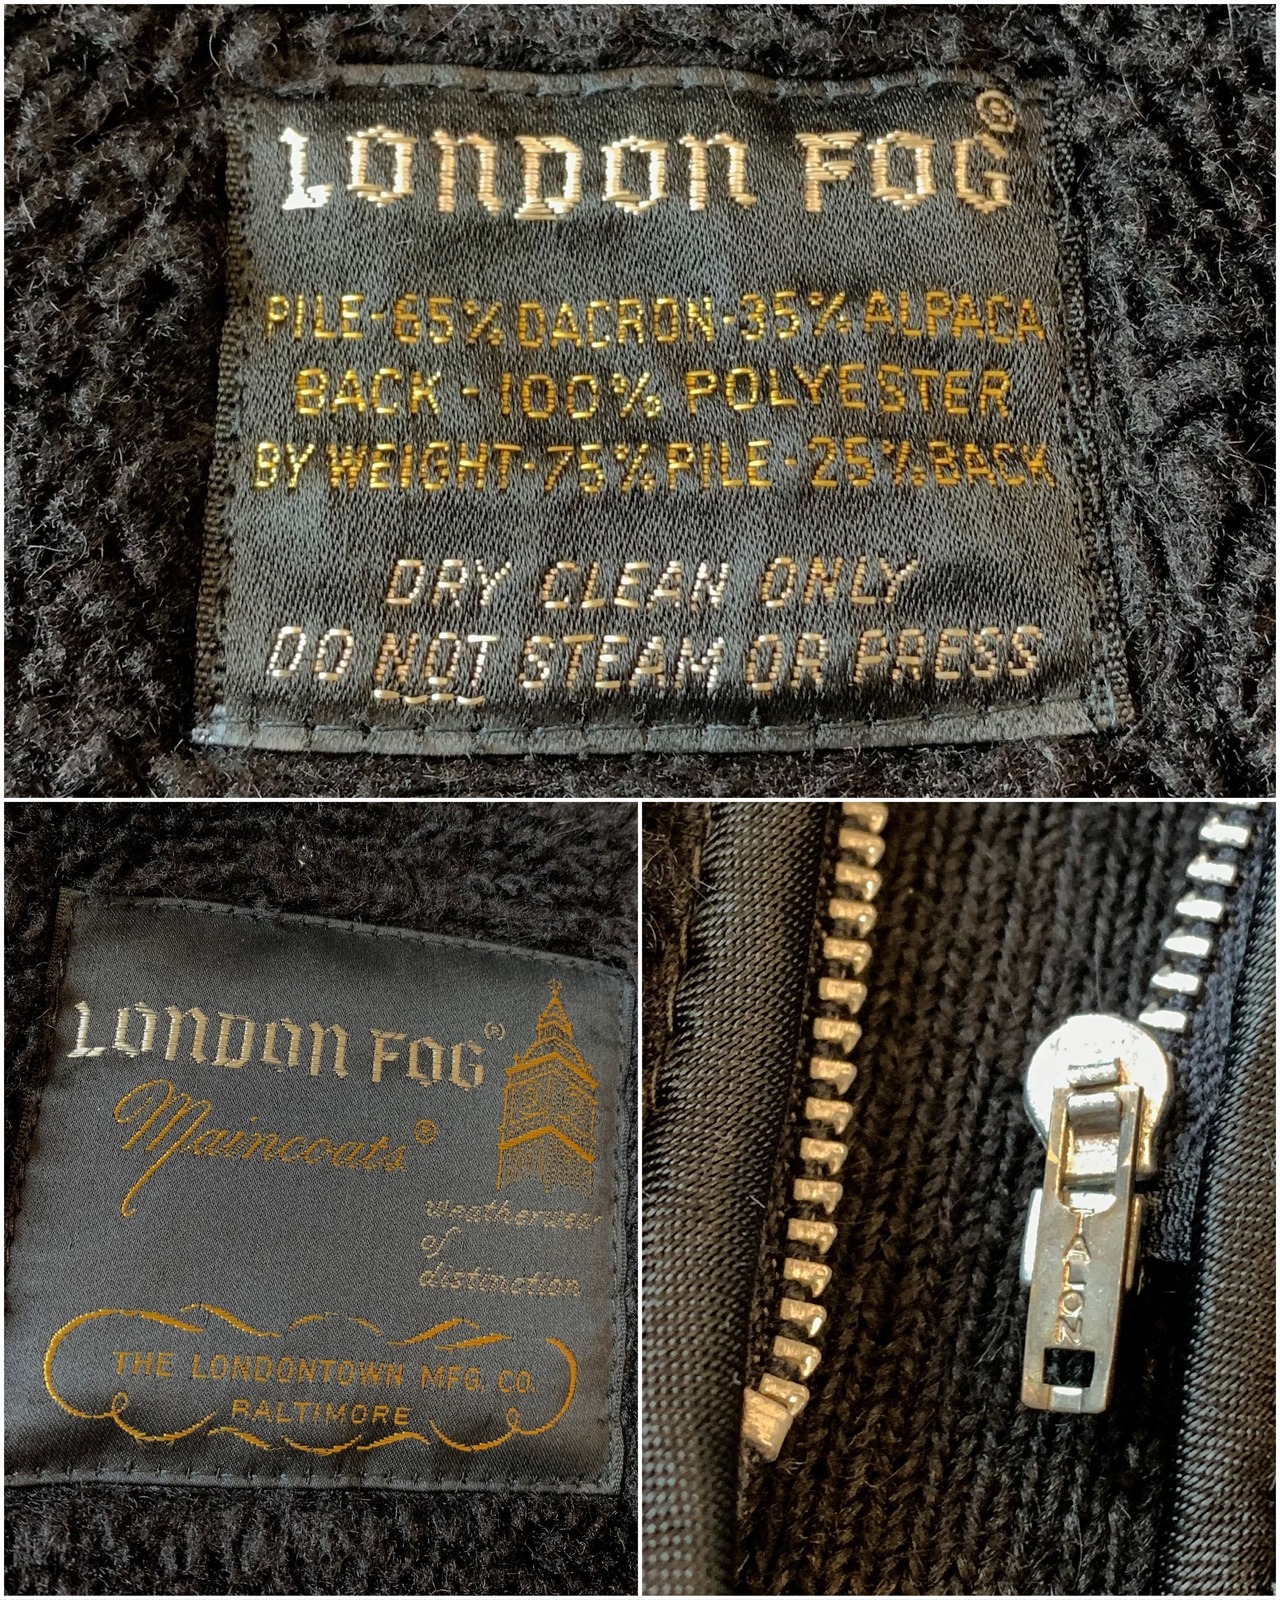 LONDON FOG®
PILE-65% DACRON-35% ALPACA
BACK - 100% POLYESTER
BY WEIGHT-75% PILE - 25% BACK
DRY CLEAN ONLY
DO NOT STEAM OR PRESS
LONDON FOG®
Maincoats®
Weatherwear
of
distinction
THE LONDONTOWN MFG. CO.
BALTIMORE
TALON